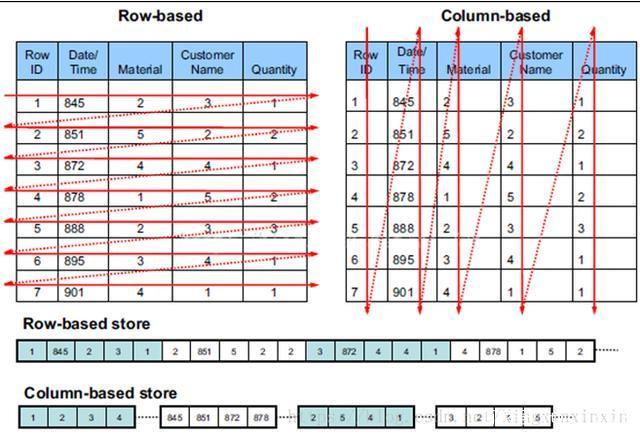 Row-based
Column-based
Row ID Date/Time Material Customer Name Quantity
1 845 2 3 1
2 851 5 2 2
3 872 4 4 1
4 878 1 5 2
5 888 2 3 3
6 895 3 4 1
7 901 4 1 1
Row ID Date/Time Material Customer Name Quantity
1 845 2 3 1
2 851 5 2 2
3 872 4 4 1
4 878 1 5 2
5 888 2 3 3
6 895 3 4 1
7 901 4 1 1
Row-based store
1 845 2 3 1 2 851 5 2 2 3 872 4 4 1 4 878 1 5 2
Column-based store
1 2 3 4 845 851 872 878 2 5 4 1 3 2 4 5